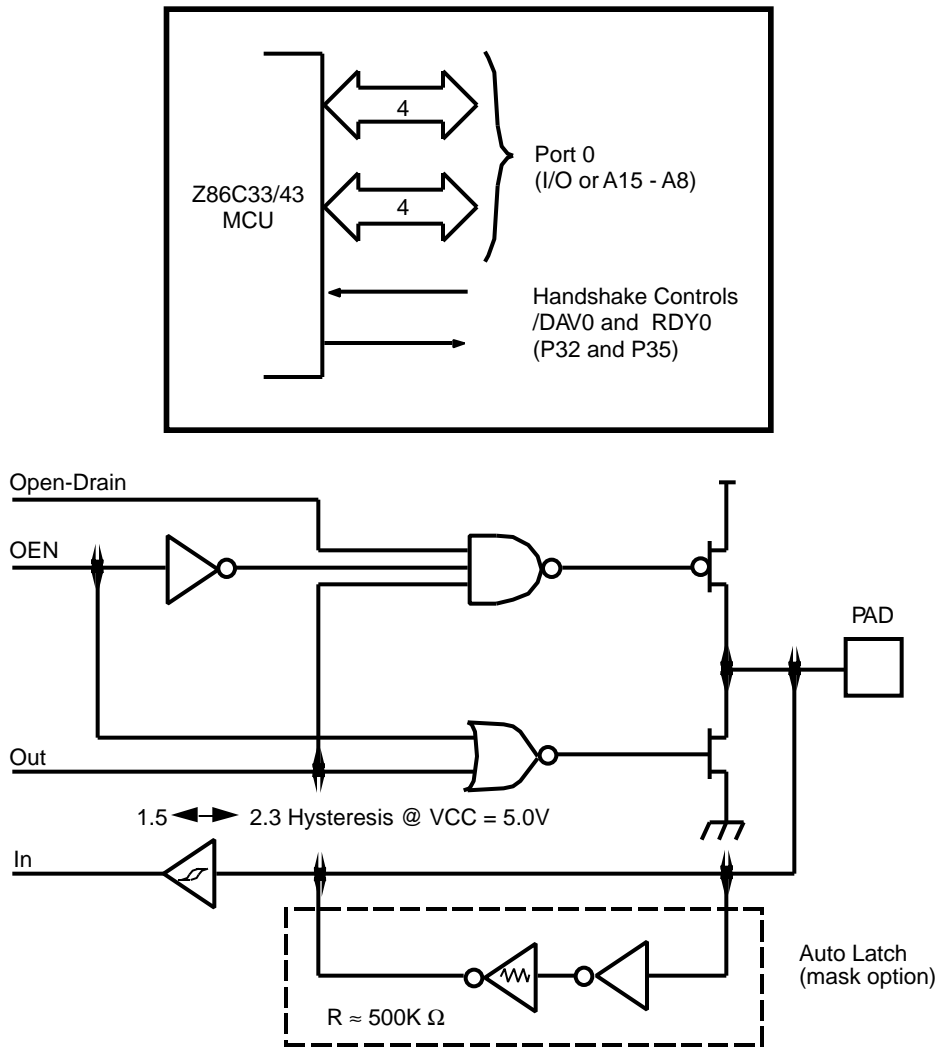 4
Port 0
(I/O or A15 - A8)
Z86C33/43
MCU
4
Handshake Controls
/DAV0 and RDY0
(P32 and P35)
Open-Drain
OEN
PAD
Out
1.5 2.3 Hysteresis @ VCC = 5.0V
In
Auto Latch
(mask option)
R ≈ 500K Ω